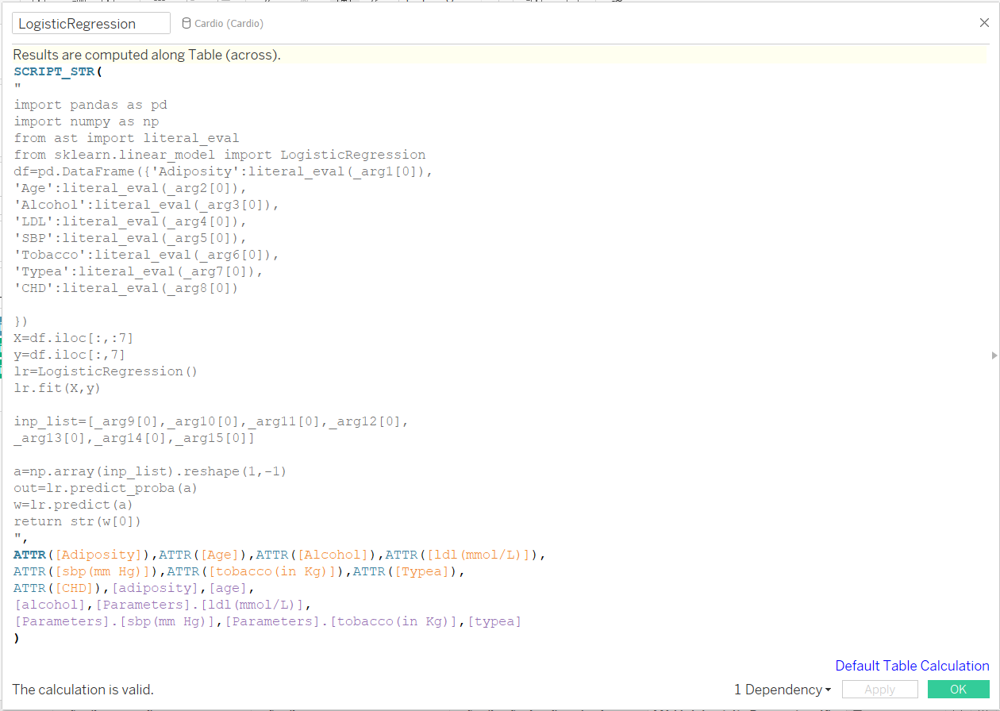 LogisticRegression
Cardio (Cardio)
Results are computed along Table (across).
SCRIPT_STR(
"
import pandas as pd
import numpy as np
from ast import literal_eval
from sklearn.linear_model import LogisticRegression
df=pd.DataFrame({'Adiposity':literal_eval(_arg1[0]),
'Age':literal_eval(_arg2[0]),
'Alcohol':literal_eval(_arg3[0]),
'LDL':literal_eval(_arg4[0]),
'SBP':literal_eval(_arg5[0]),
'Tobacco':literal_eval(_arg6[0]),
'Typea':literal_eval(_arg7[0]),
'CHD':literal_eval(_arg8[0])
})
X=df.iloc[:,:7]
y=df.iloc[:,7]
lr=LogisticRegression()
lr.fit(X,y)
inp_list=[_arg9[0],_arg10[0],_arg11[0],_arg12[0],
_arg13[0],_arg14[0],_arg15[0]]
a=np.array(inp_list).reshape(1,-1)
out=lr.predict_proba(a)
w=lr.predict(a)
return str(w[0])
",
ATTR([Adiposity]),ATTR([Age]),ATTR([Alcohol]),ATTR([ldl(mmol/L)]),
ATTR([sbp(mm Hg)]),ATTR([tobacco(in Kg)]),ATTR([Typea]),
ATTR([CHD]),[adiposity],[age],
[alcohol],[Parameters].[ldl(mmol/L)],
[Parameters].[sbp(mm Hg)],[Parameters].[tobacco(in Kg)],[typea]
)
Default Table Calculation
The calculation is valid.
1 Dependency
Apply
OK